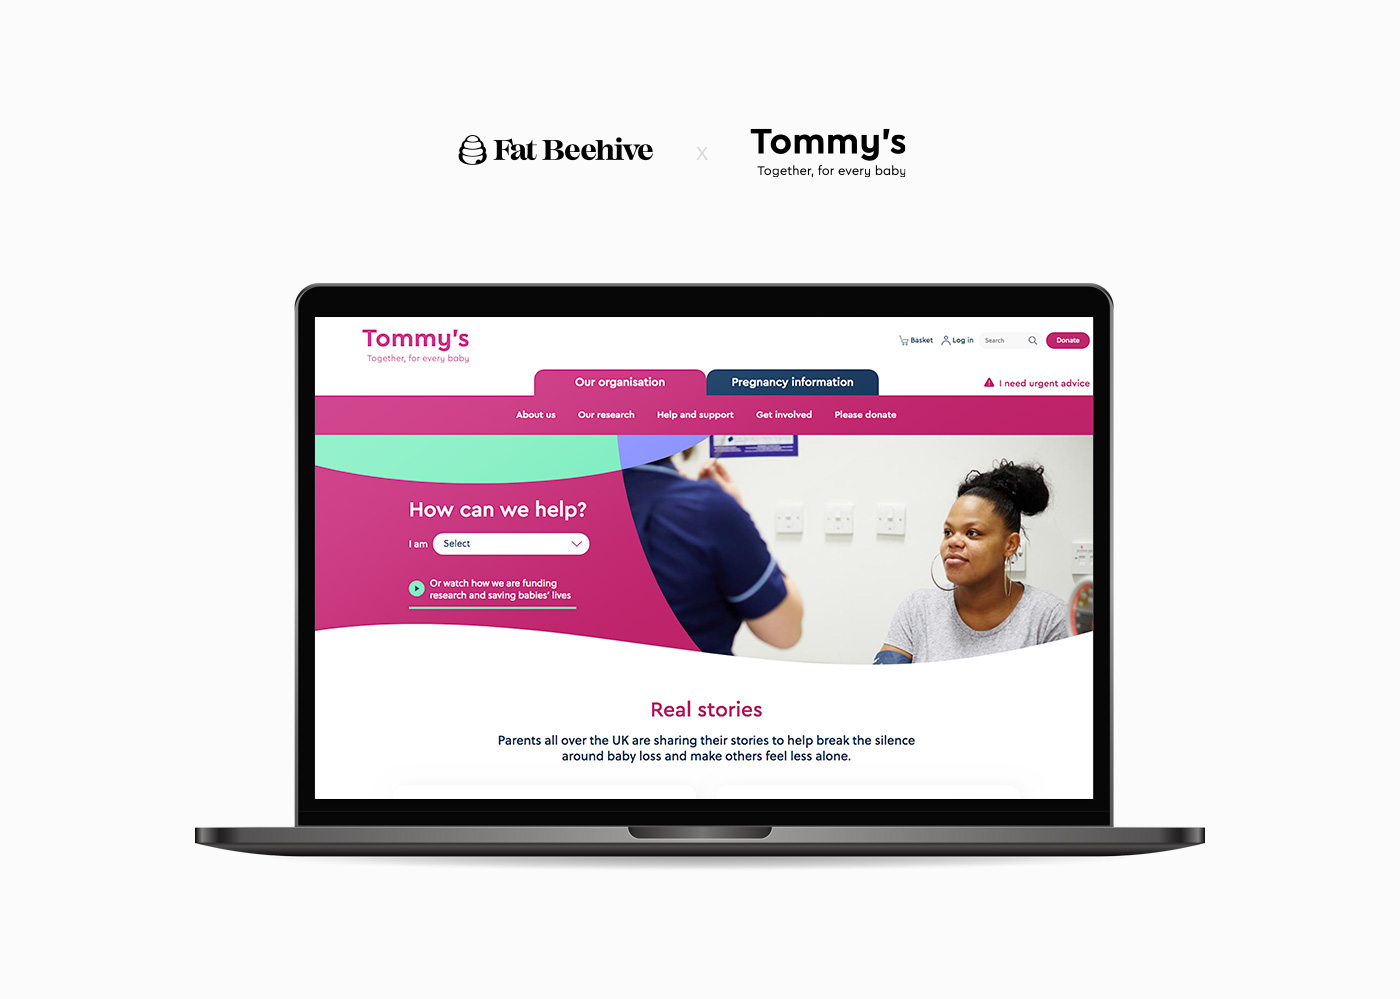 Fat Beehive
x
Tommy's
Together, for every baby
Tommy's
Together, for every baby
Basket
Log in
Search
Donate
Our organisation
Pregnancy information
I need urgent advice
About us
Our research
Help and support
Get involved
Please donate
How can we help?
I am
Select
Or watch how we are funding
research and saving babies' lives
Real stories
Parents all over the UK are sharing their stories to help break the silence
around baby loss and make others feel less alone.